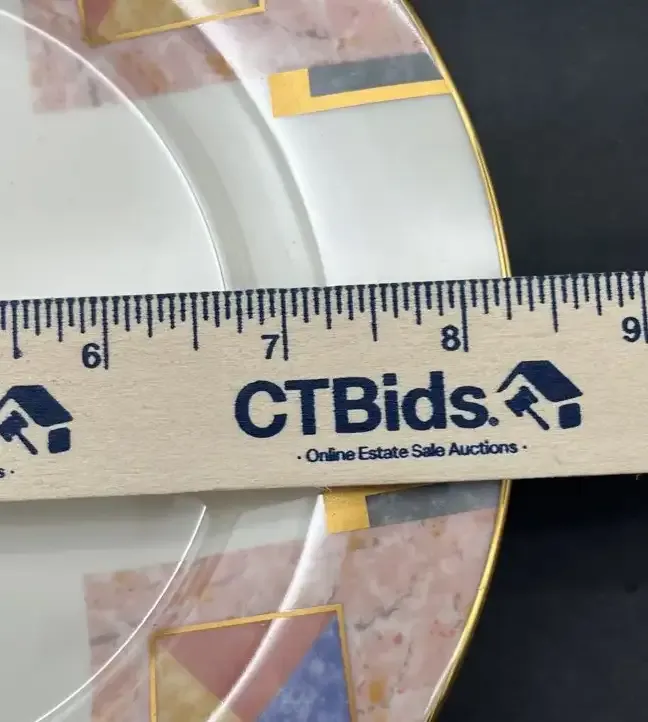 6 7 8 9
CTBids.
· Online Estate Sale Auctions ·
s ·